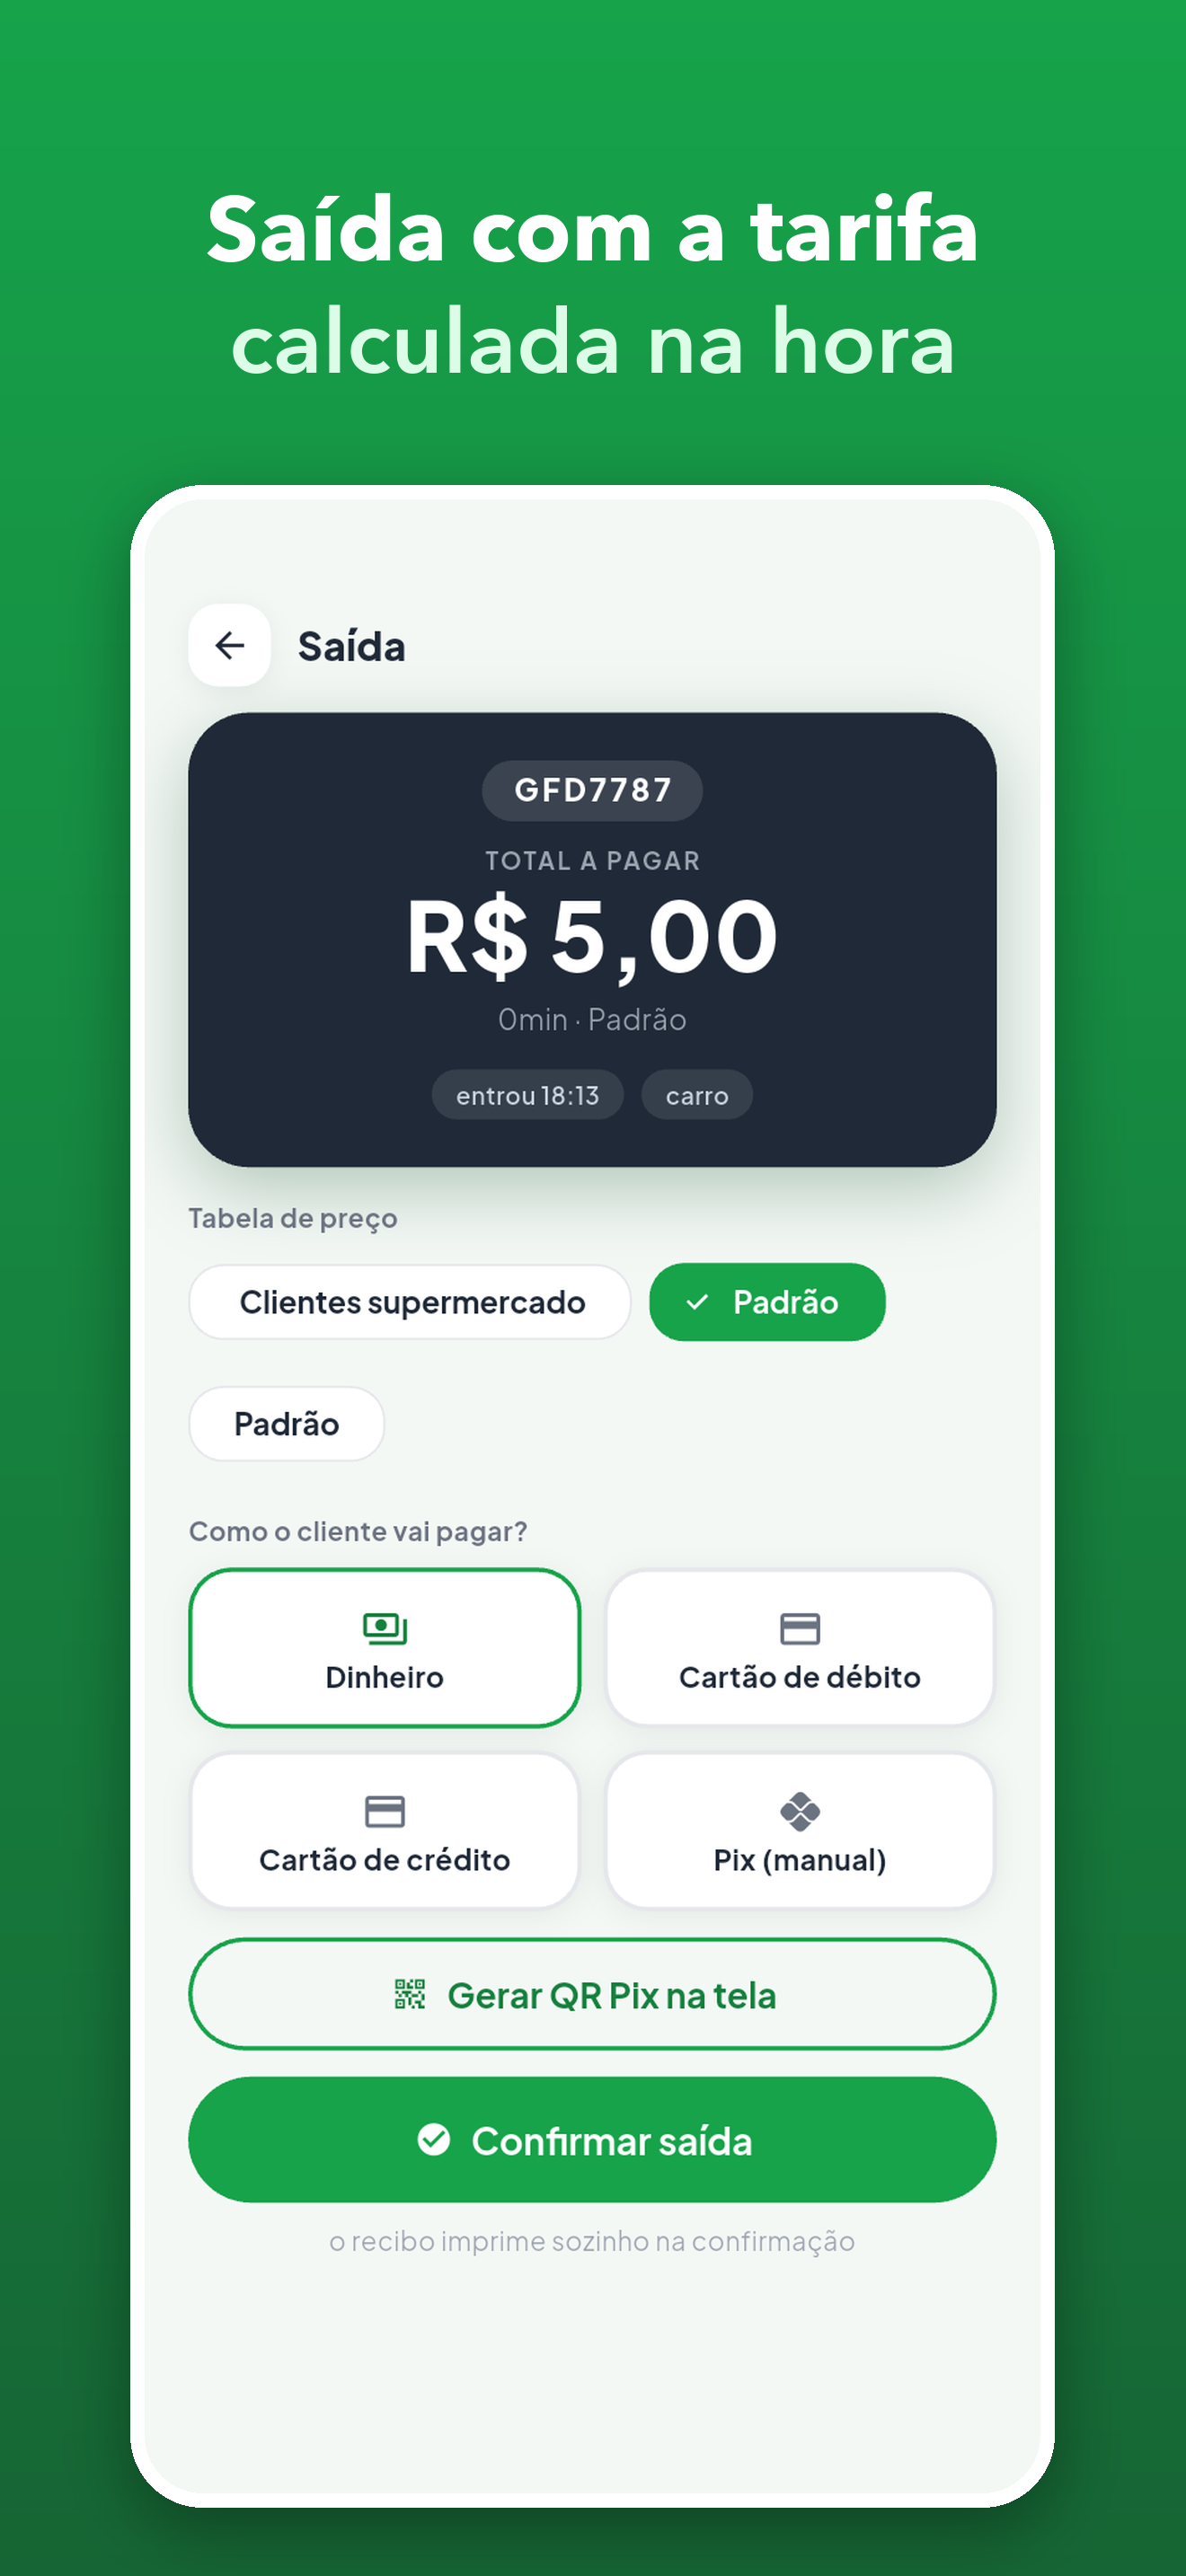 Saída com a tarifa
calculada na hora
Saída
GFD7787
TOTAL A PAGAR
R$ 5,00
0min · Padrão
entrou 18:13 carro
Tabela de preço
Clientes supermercado Padrão
Padrão
Como o cliente vai pagar?
Dinheiro Cartão de débito
Cartão de crédito Pix (manual)
Gerar QR Pix na tela
Confirmar saída
o recibo imprime sozinho na confirmação